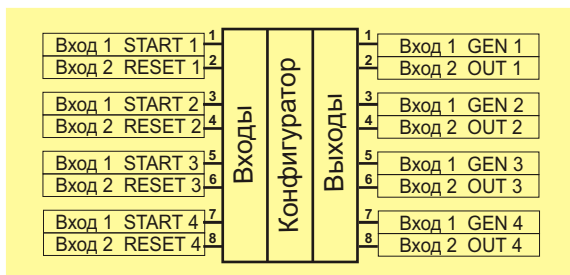 1
Вход 1 START 1
2
Вход 2 RESET 1
3
Вход 1 START 2
4
Вход 2 RESET 2
5
Вход 1 START 3
6
Вход 2 RESET 3
7
Вход 1 START 4
8
Вход 2 RESET 4
Входы
Конфигуратор
Выходы
1
Вход 1 GEN 1
2
Вход 2 OUT 1
3
Вход 1 GEN 2
4
Вход 2 OUT 2
5
Вход 1 GEN 3
6
Вход 2 OUT 3
7
Вход 1 GEN 4
8
Вход 2 OUT 4